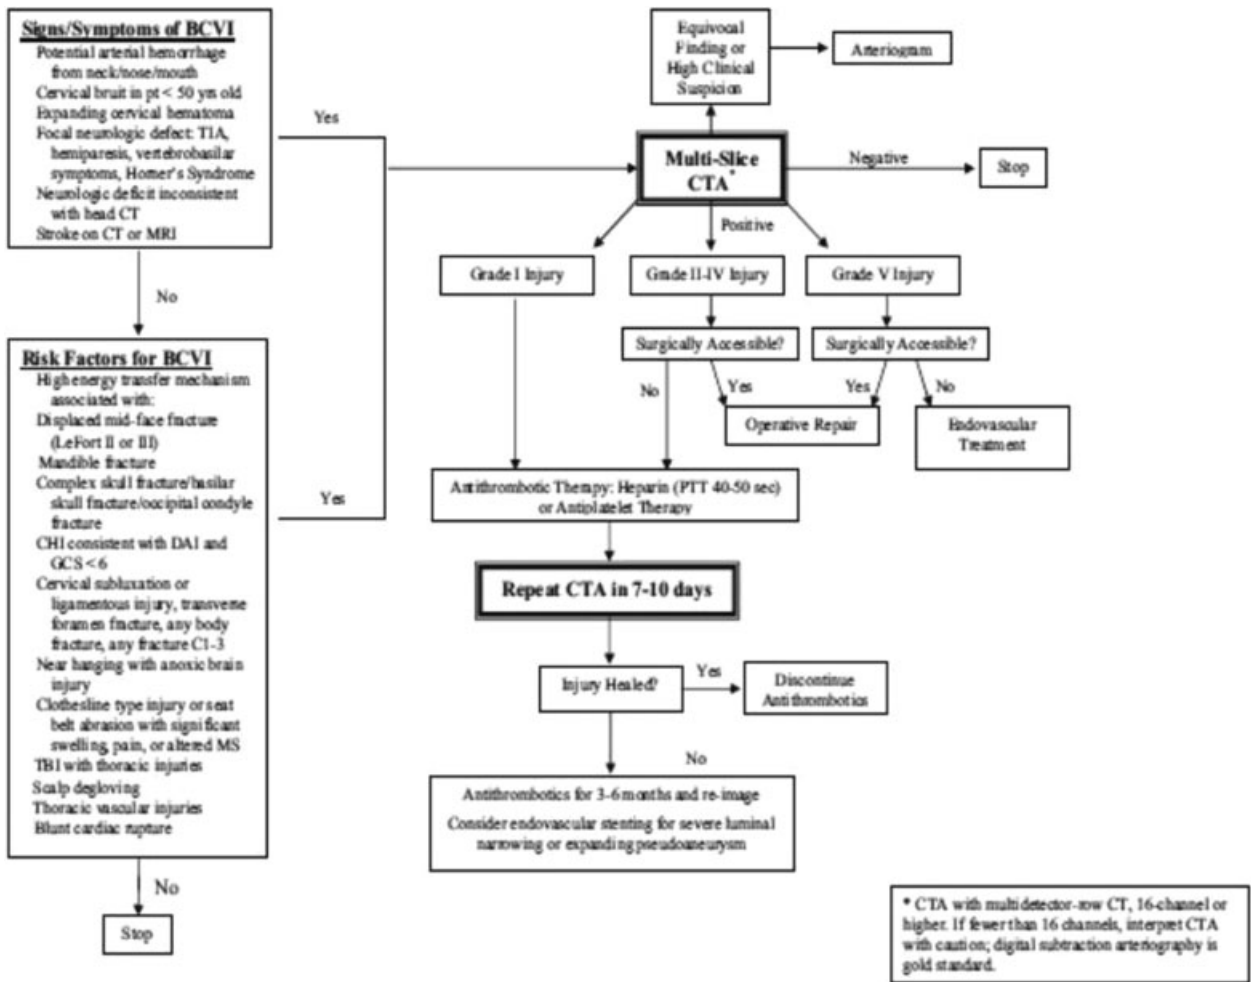 Signs/Symptoms of BCVI
Potential arterial hemorrhage
from neck/nose/mouth
Cervical bruit in pt < 50 yrs old
Expanding cervical hematoma
Focal neurologic defect: TIA,
hemiparesis, vertebrobasilar
symptoms, Horner's Syndrome
Neurologic deficit inconsistent
with head CT
Stroke on CT or MRI
Yes
No
Risk Factors for BCVI
High energy transfer mechanism
associated with:
Displaced mid-face fracture
(LeFort II or III)
Mandible fracture
Complex skull fracture/basilar
skull fracture/occipital condyle
fracture
CHI consistent with DAI and
GCS < 6
Cervical subluxation or
ligamentous injury, transverse
foramen fracture, any body
fracture, any fracture C1-3
Near hanging with anoxic brain
injury
Clothesline type injury or seat
belt abrasion with significant
swelling, pain, or altered MS
TBI with thoracic injuries
Scalp degloving
Thoracic vascular injuries
Blunt cardiac rupture
Yes
No
Stop
Equivocal
Finding or
High Clinical
Suspicion
Arteriogram
Multi-Slice
CTA*
Negative
Stop
Positive
Grade I Injury
Grade II-IV Injury
Grade V Injury
Surgically Accessible?
Surgically Accessible?
No
Yes
Yes
No
Operative Repair
Endovascular
Treatment
Antithrombotic Therapy: Heparin (PTT 40-50 sec)
or Antiplatelet Therapy
Repeat CTA in 7-10 days
Injury Healed?
Yes
Discontinue
Antithrombotics
No
Antithrombotics for 3-6 months and re-image
Consider endovascular stenting for severe luminal
narrowing or expanding pseudoaneurysm
* CTA with multidetector-row CT, 16-channel or
higher. If fewer than 16 channels, interpret CTA
with caution; digital subtraction arteriography is
gold standard.